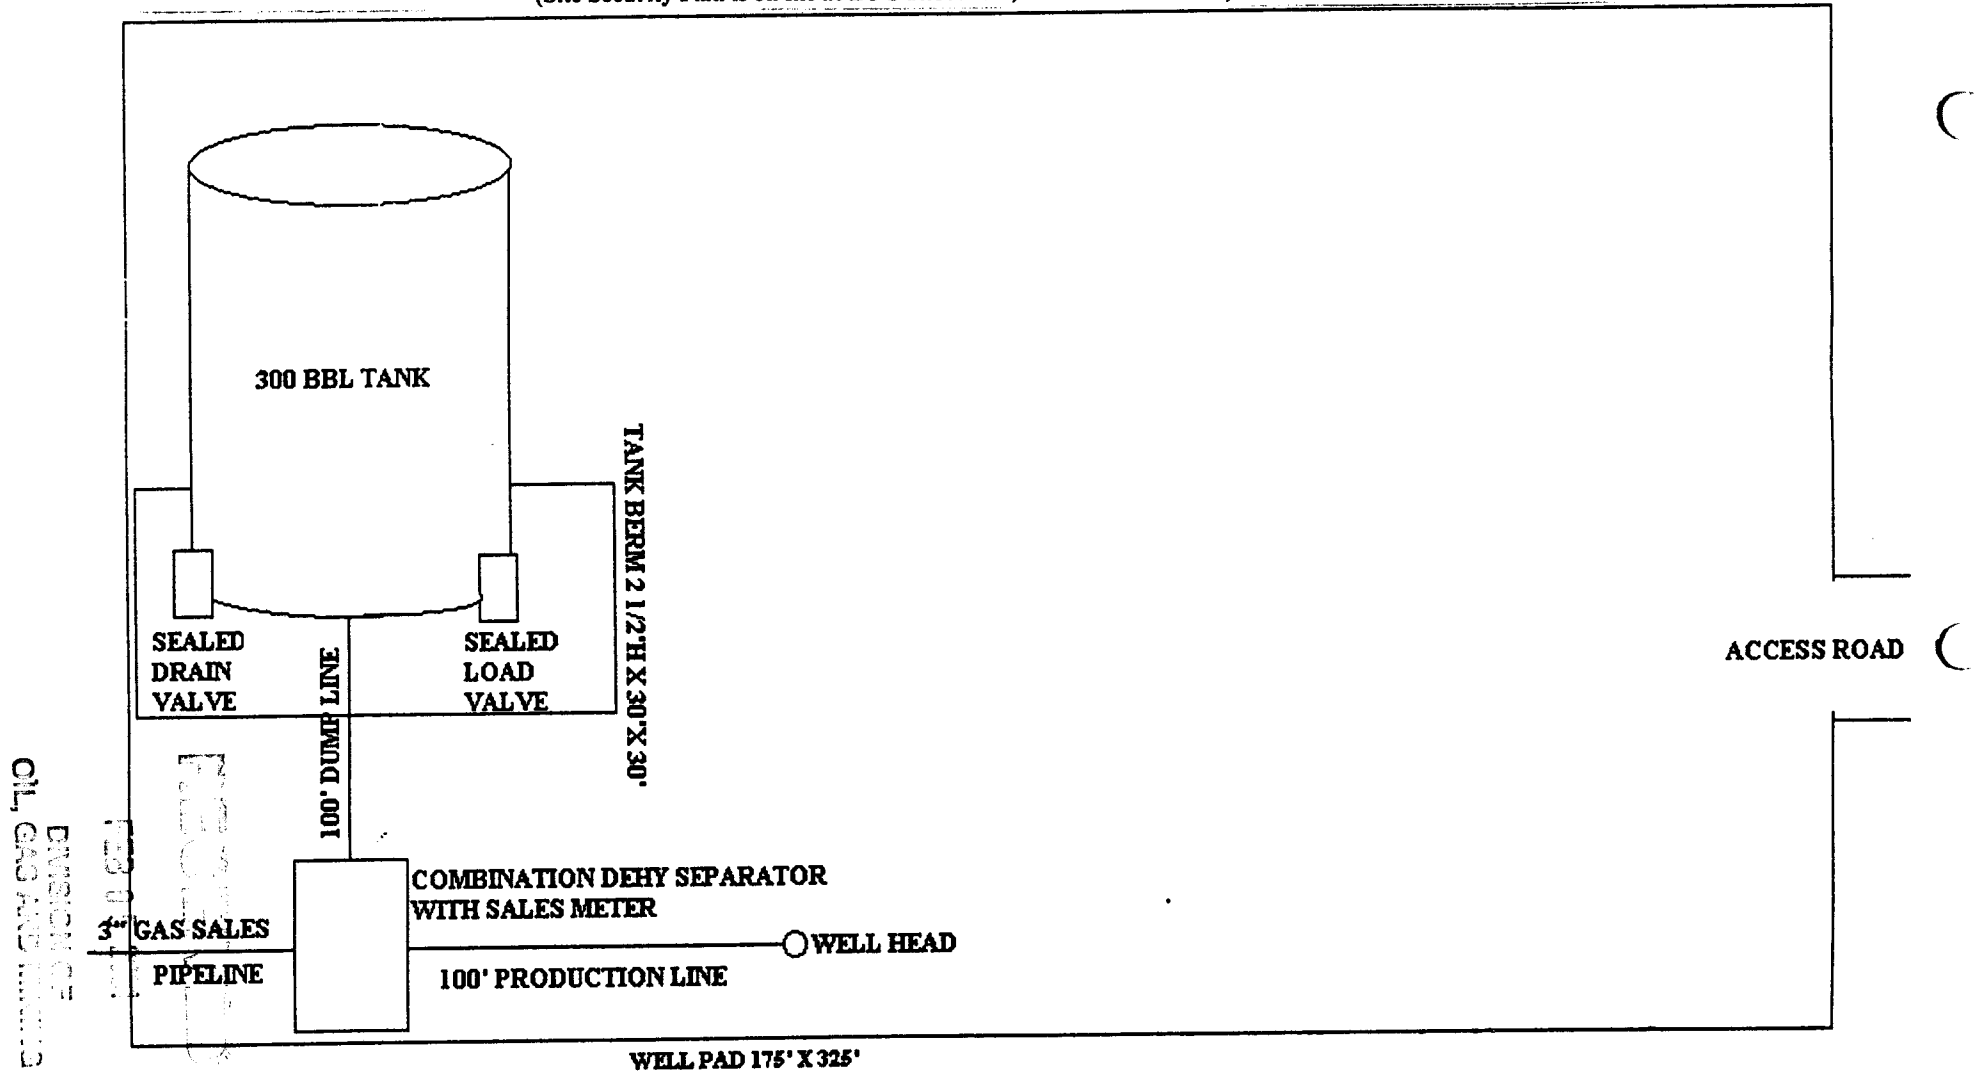 300 BBL TANK
TANK BERM 2 1/2'H X 30'X 30'
SEALED
DRAIN
VALVE
SEALED
LOAD
VALVE
100' DUMP LINE
ACCESS ROAD
COMBINATION DEHY SEPARATOR
WITH SALES METER
3" GAS SALES
PIPELINE
WELL HEAD
100' PRODUCTION LINE
WELL PAD 175' X 325'
DIVISION OF
OIL, GAS AND